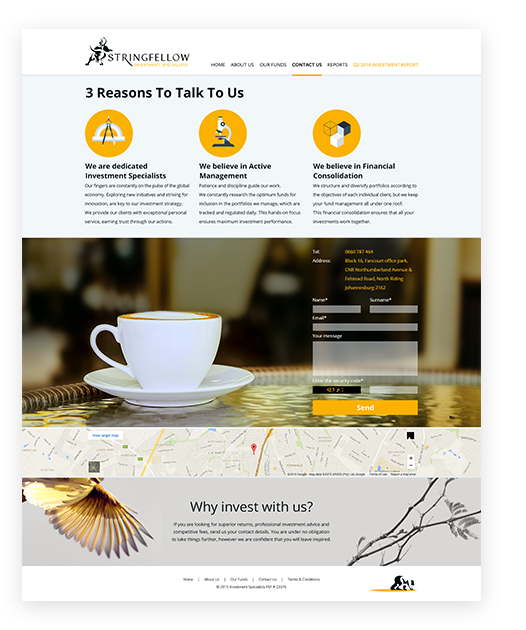 STRINGFELLOW
INVESTMENT SPECIALISTS
HOME ABOUT US OUR FUNDS CONTACT US REPORTS Q3 2014 INVESTMENT REPORT
3 Reasons To Talk To Us
We are dedicated
Investment Specialists
Our fingers are constantly on the pulse of the global
economy. Exploring new initiatives and striving for
innovation, are key to our investment strategy.
We provide our clients with exceptional personal
service, earning trust through our actions.
We believe in Active
Management
Patience and discipline guide our work.
We constantly research the optimum funds for
inclusion in the portfolios we manage, which are
tracked and regulated daily. This hands-on focus
ensures maximum investment performance.
We believe in Financial
Consolidation
We structure and diversify portfolios according to
the objectives of each individual client, but we keep
your fund management all under one roof.
This financial consolidation ensures that all your
investments work together.
Tel: 0860 787 464
Address: Block 16, Fancourt office park,
CNR Northumberland Avenue &
Felstead Road, North Riding
Johannesburg 2162
Name* Surname*
Email*
Your message
Enter the security code*
Send
View larger map
Terms of Use Report a map error
Why invest with us?
If you are looking for superior returns, professional investment advice and
competitive fees, send us your contact details. You are under no obligation
to take things further, however we are confident that you will leave inspired.
Home | About Us | Our Funds | Contact Us | Terms & Conditions
© 2015 Investment Specialists FSP # 23376